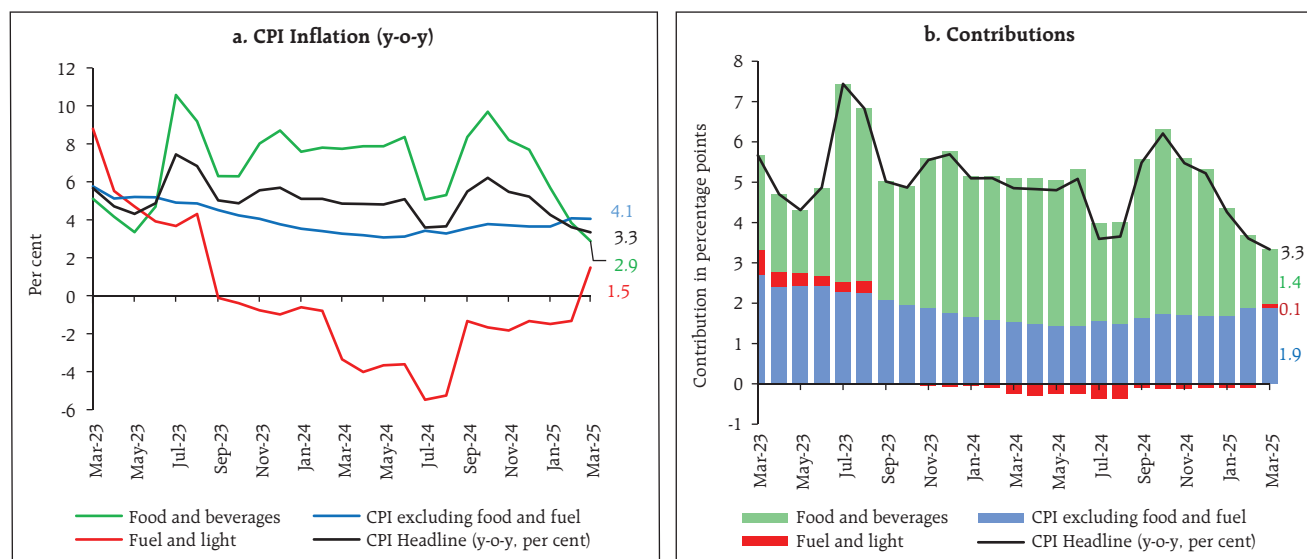 a. CPI Inflation (y-o-y)
Per cent
12
10
8
6
4
2
0
-2
-4
-6
4.1
3.3
2.9
1.5
Mar-23
May-23
Jul-23
Sep-23
Nov-23
Jan-24
Mar-24
May-24
Jul-24
Sep-24
Nov-24
Jan-25
Mar-25
Food and beverages
CPI excluding food and fuel
Fuel and light
CPI Headline (y-o-y, per cent)
b. Contributions
Contribution in percentage points
8
7
6
5
4
3
2
1
0
-1
3.3
1.4
0.1
1.9
Mar-23
May-23
Jul-23
Sep-23
Nov-23
Jan-24
Mar-24
May-24
Jul-24
Sep-24
Nov-24
Jan-25
Mar-25
Food and beverages
CPI excluding food and fuel
Fuel and light
CPI Headline (y-o-y, per cent)